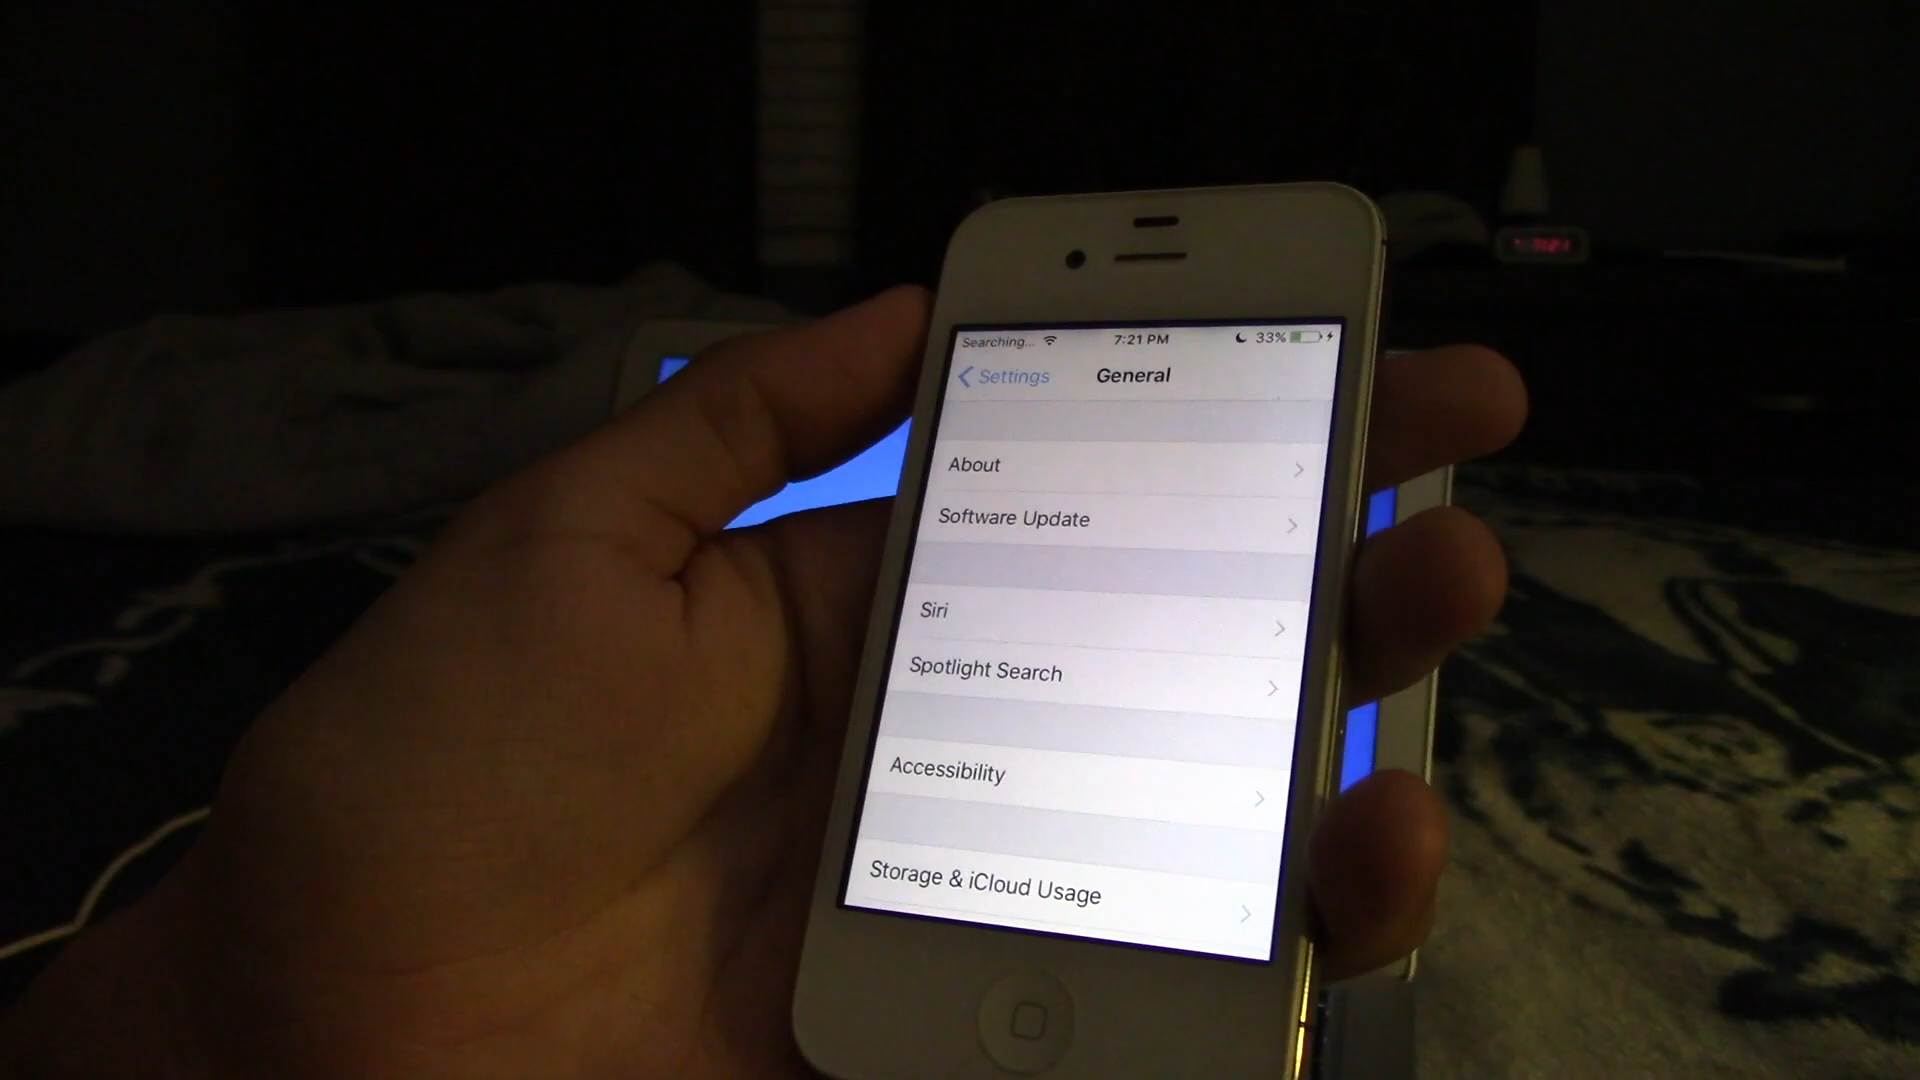 Searching... 7:21 PM 33%
Settings General
About
Software Update
Siri
Spotlight Search
Accessibility
Storage & iCloud Usage